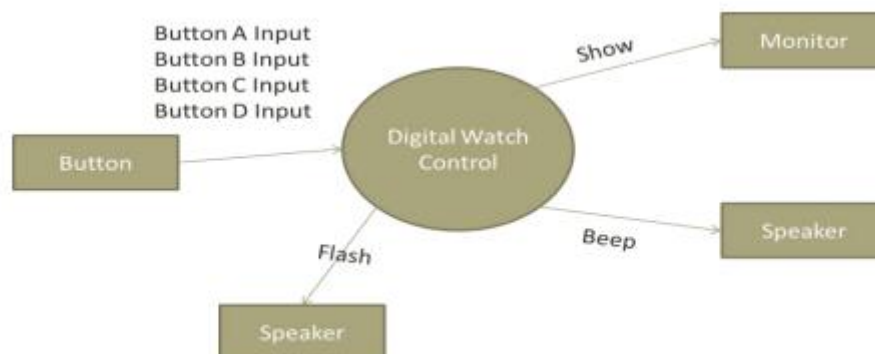 Button A Input
Button B Input
Button C Input
Button D Input
Show
Monitor
Button
Digital Watch
Control
Beep
Speaker
Flash
Speaker